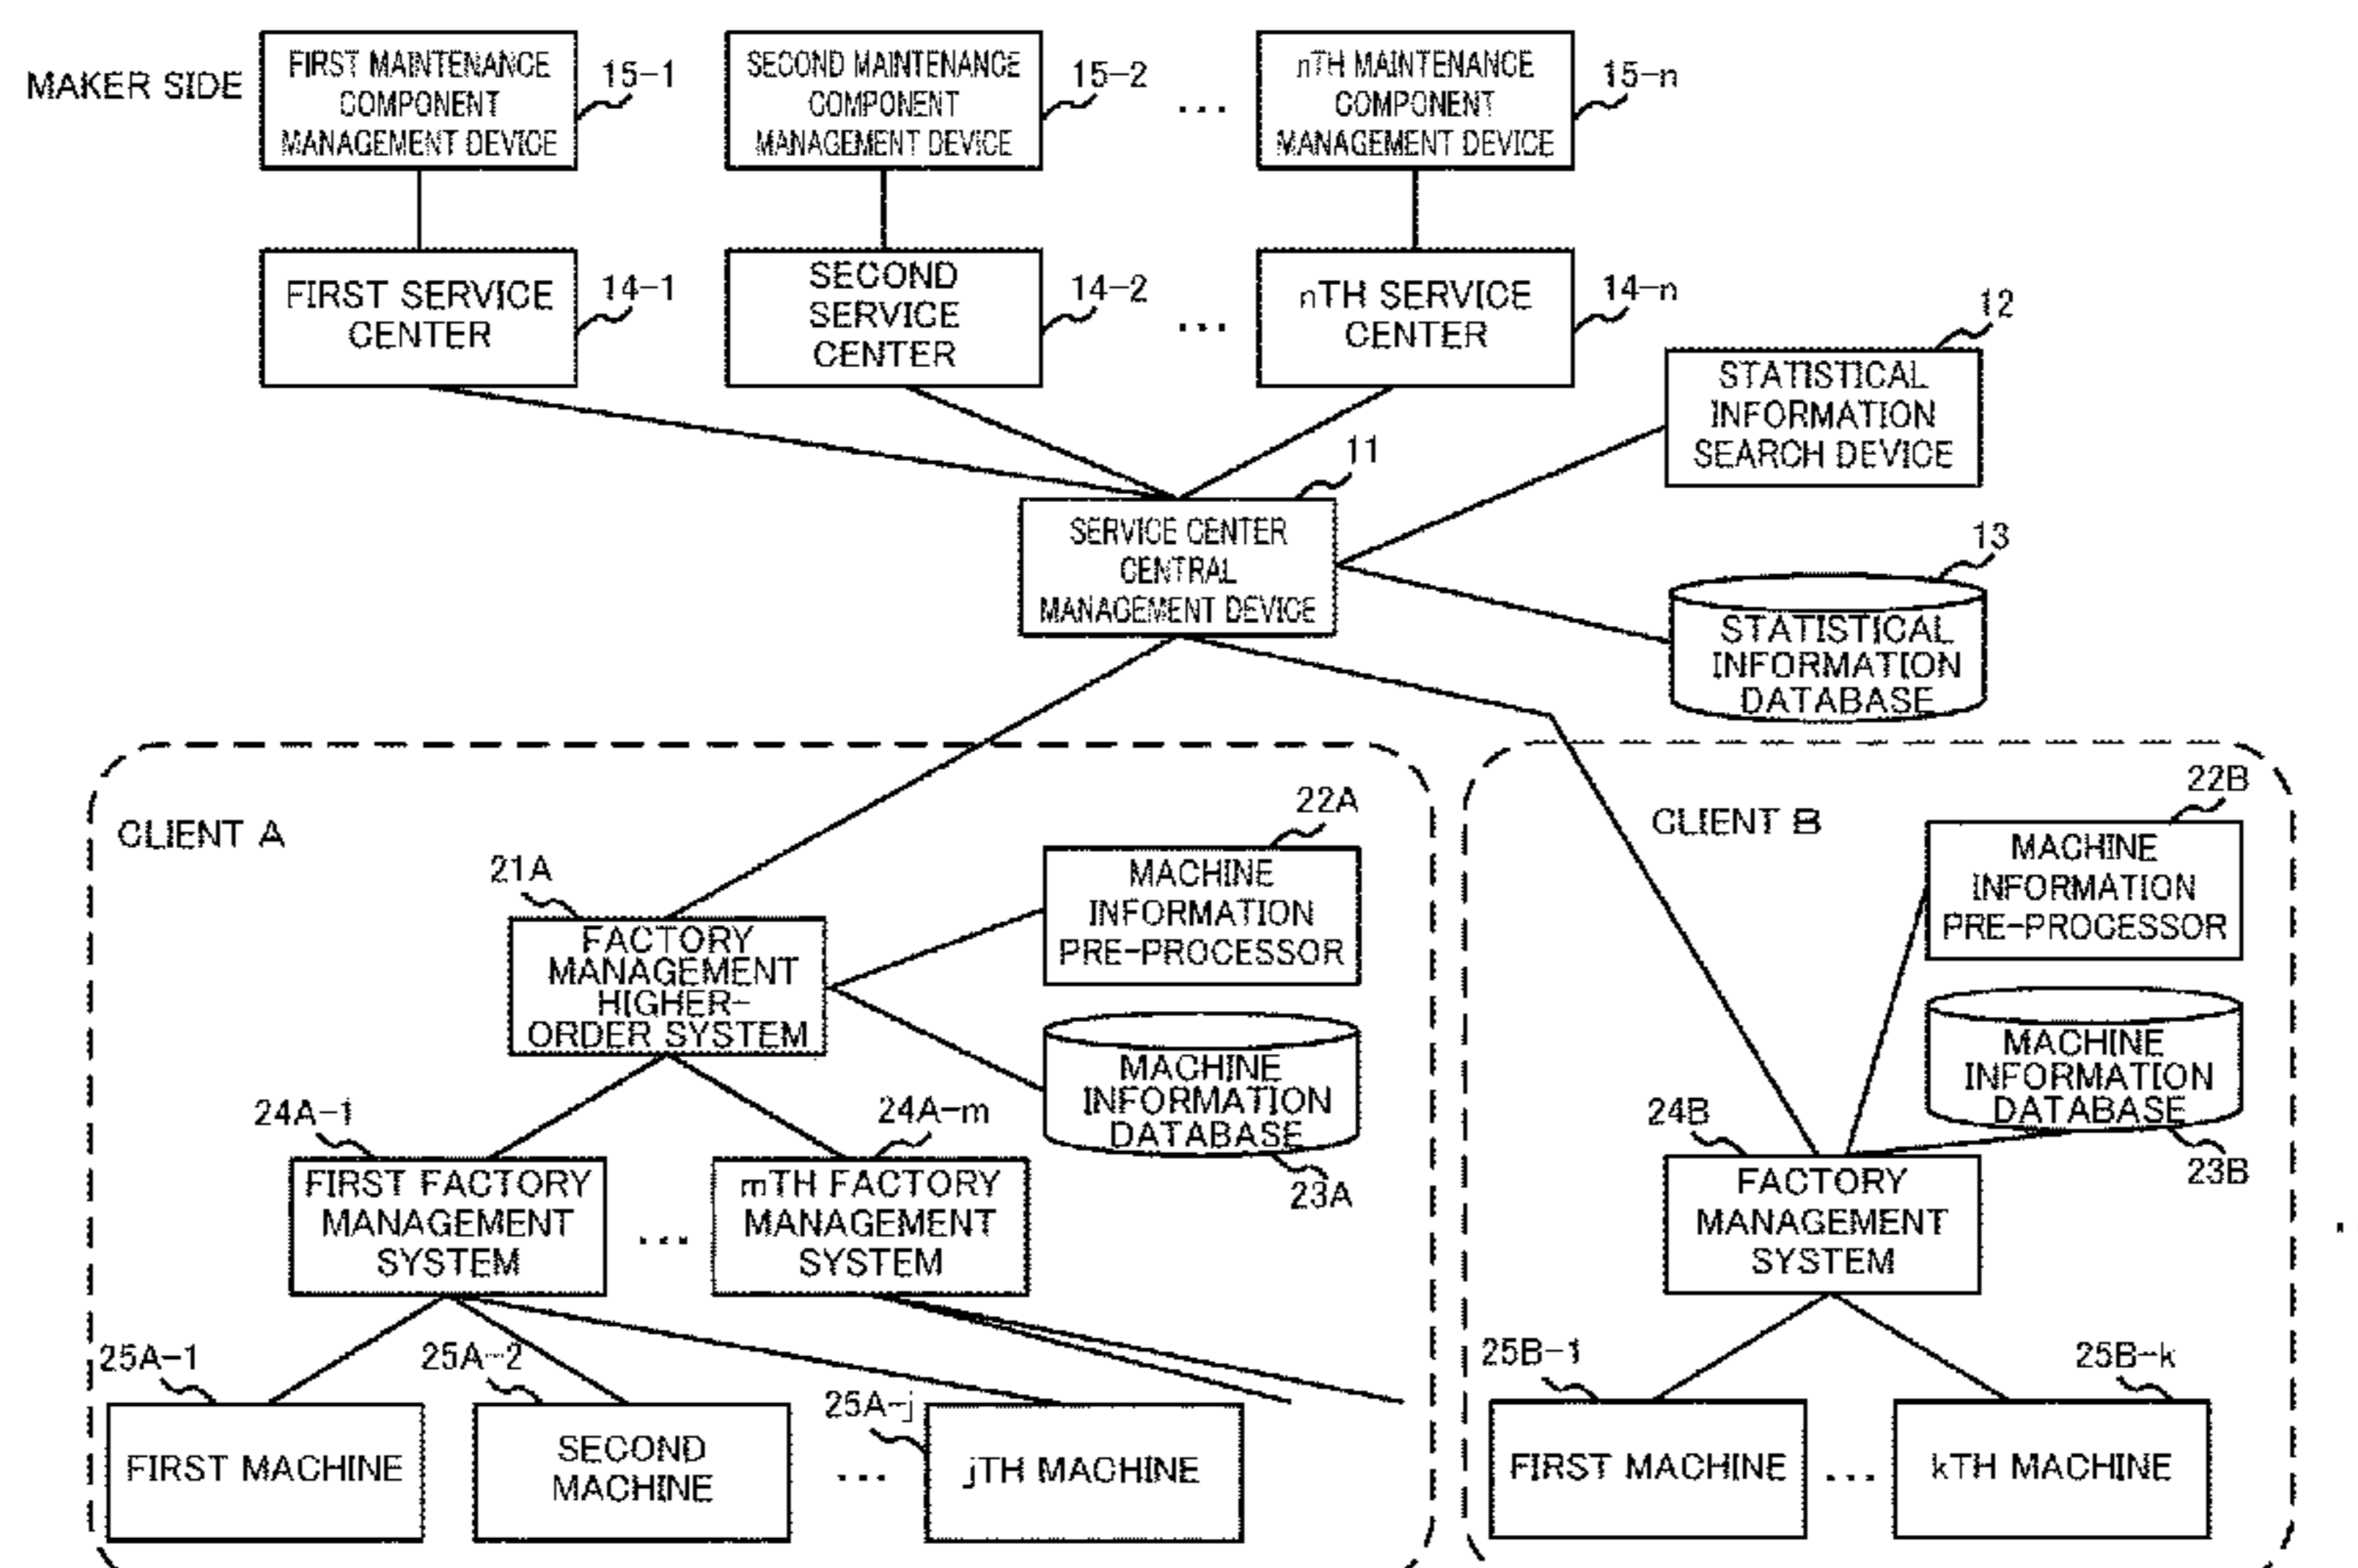 MAKER SIDE
FIRST MAINTENANCE
COMPONENT
MANAGEMENT DEVICE
15-1
SECOND MAINTENANCE
COMPONENT
MANAGEMENT DEVICE
15-2
...
nTH MAINTENANCE
COMPONENT
MANAGEMENT DEVICE
15-n
FIRST SERVICE
CENTER
14-1
SECOND
SERVICE
CENTER
14-2
...
nTH SERVICE
CENTER
14-n
12
STATISTICAL
INFORMATION
SEARCH DEVICE
11
SERVICE CENTER
CENTRAL
MANAGEMENT DEVICE
13
STATISTICAL
INFORMATION
DATABASE
CLIENT A
21A
FACTORY
MANAGEMENT
HIGHER-
ORDER SYSTEM
22A
MACHINE
INFORMATION
PRE-PROCESSOR
MACHINE
INFORMATION
DATABASE
23A
24A-1
FIRST FACTORY
MANAGEMENT
SYSTEM
...
24A-m
mTH FACTORY
MANAGEMENT
SYSTEM
25A-1
FIRST MACHINE
25A-2
SECOND
MACHINE
...
25A-j
jTH MACHINE
CLIENT B
22B
MACHINE
INFORMATION
PRE-PROCESSOR
MACHINE
INFORMATION
DATABASE
23B
24B
FACTORY
MANAGEMENT
SYSTEM
25B-1
FIRST MACHINE
...
25B-k
kTH MACHINE